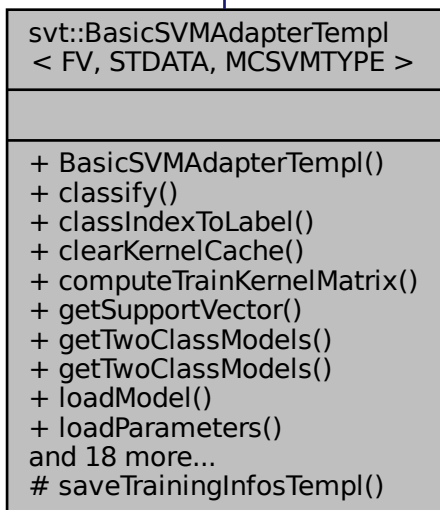 svt::BasicSVMAdapterTempl
< FV, STDATA, MCSVMTYPE >
+ BasicSVMAdapterTempl()
+ classify()
+ classIndexToLabel()
+ clearKernelCache()
+ computeTrainKernelMatrix()
+ getSupportVector()
+ getTwoClassModels()
+ getTwoClassModels()
+ loadModel()
+ loadParameters()
and 18 more...
# saveTrainingInfosTempl()